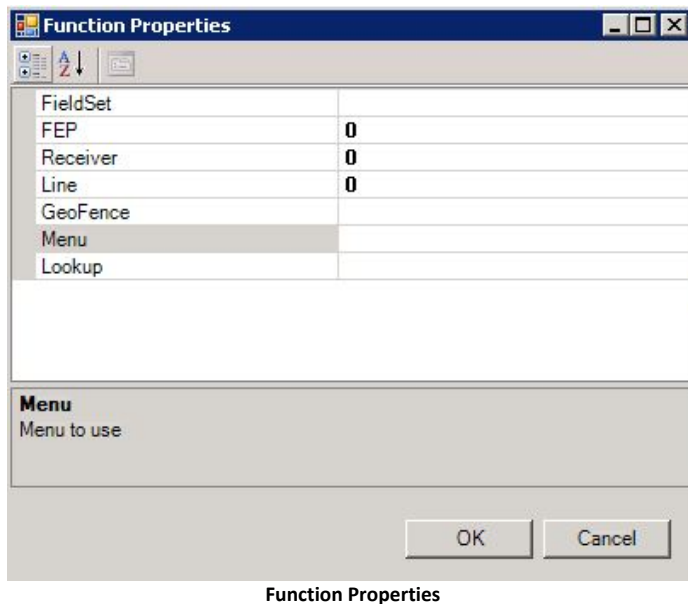 Function Properties
FieldSet
FEP 0
Receiver 0
Line 0
GeoFence
Menu
Lookup
Menu
Menu to use
OK Cancel
Function Properties